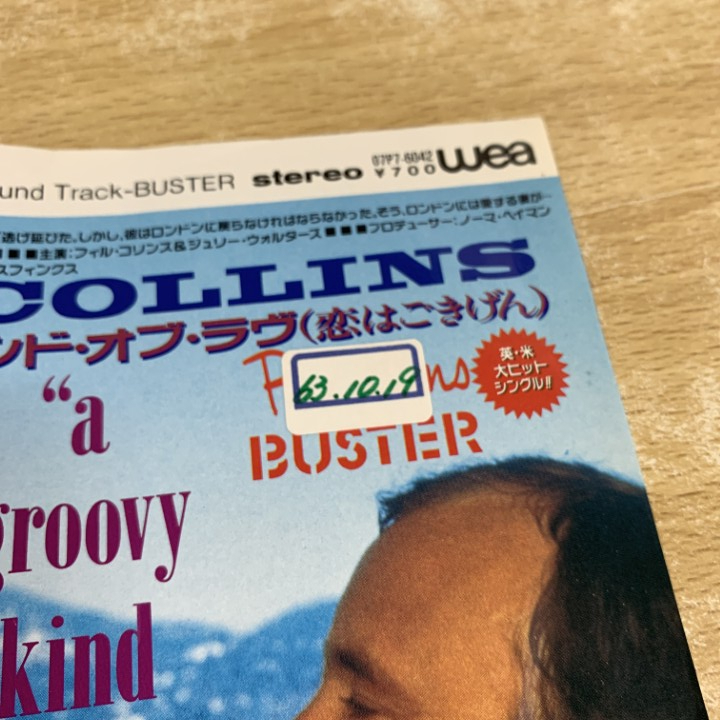 und Track-BUSTER stereo 07P7-6042 ¥700 wea
逃げ延びた。しかし、彼はロンドンに戻らなければならなかった。そう、ロンドンには愛する妻が…
■■主演:フィル・コリンス&ジュリー・ウォルターズ■■■プロデューサー:ノーマ・ヘイマン
スフィンクス
COLLINS
ンド・オブ・ラヴ(恋はごきげん)
63.10.19
英・米
大ヒット
シングル!!
BUSTER
"a
groovy
kind